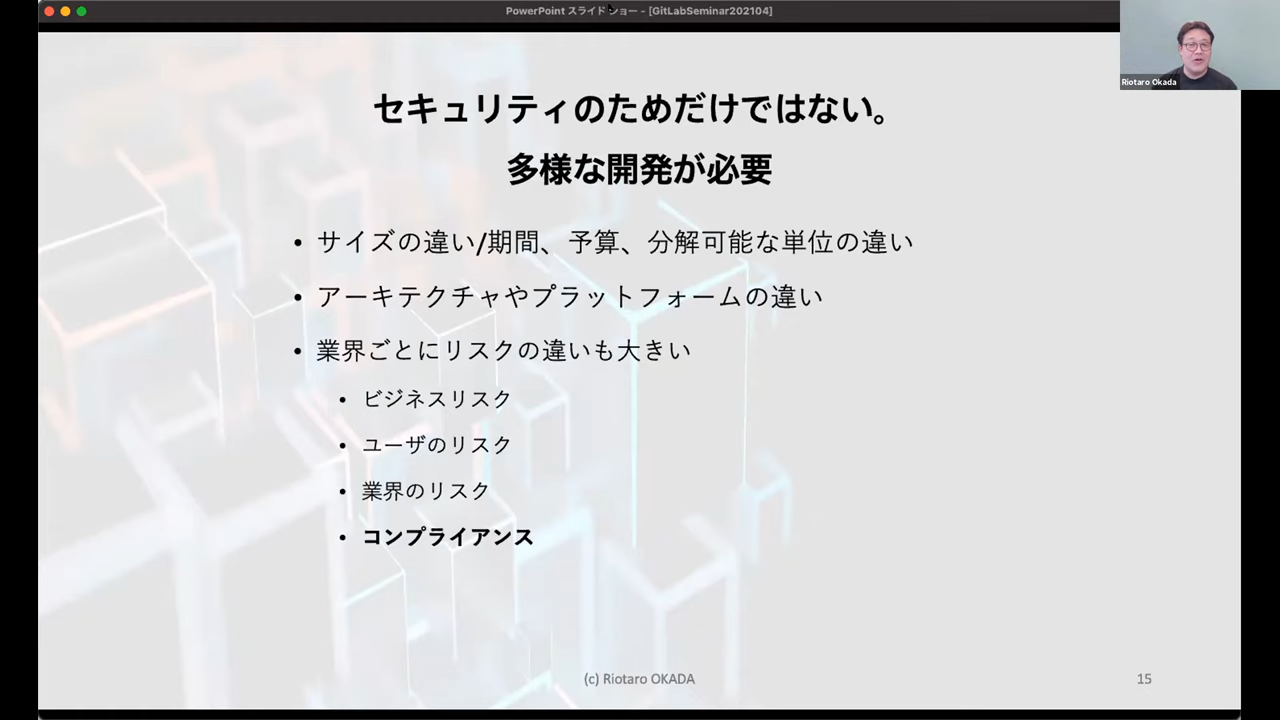 PowerPoint スライド ショー - [GitLabSeminar202104]
Riotaro Okada
セキュリティのためだけではない。
多様な開発が必要
• サイズの違い/期間、予算、分解可能な単位の違い
• アーキテクチャやプラットフォームの違い
• 業界ごとにリスクの違いも大きい
• ビジネスリスク
• ユーザのリスク
• 業界のリスク
• コンプライアンス
(c) Riotaro OKADA
15